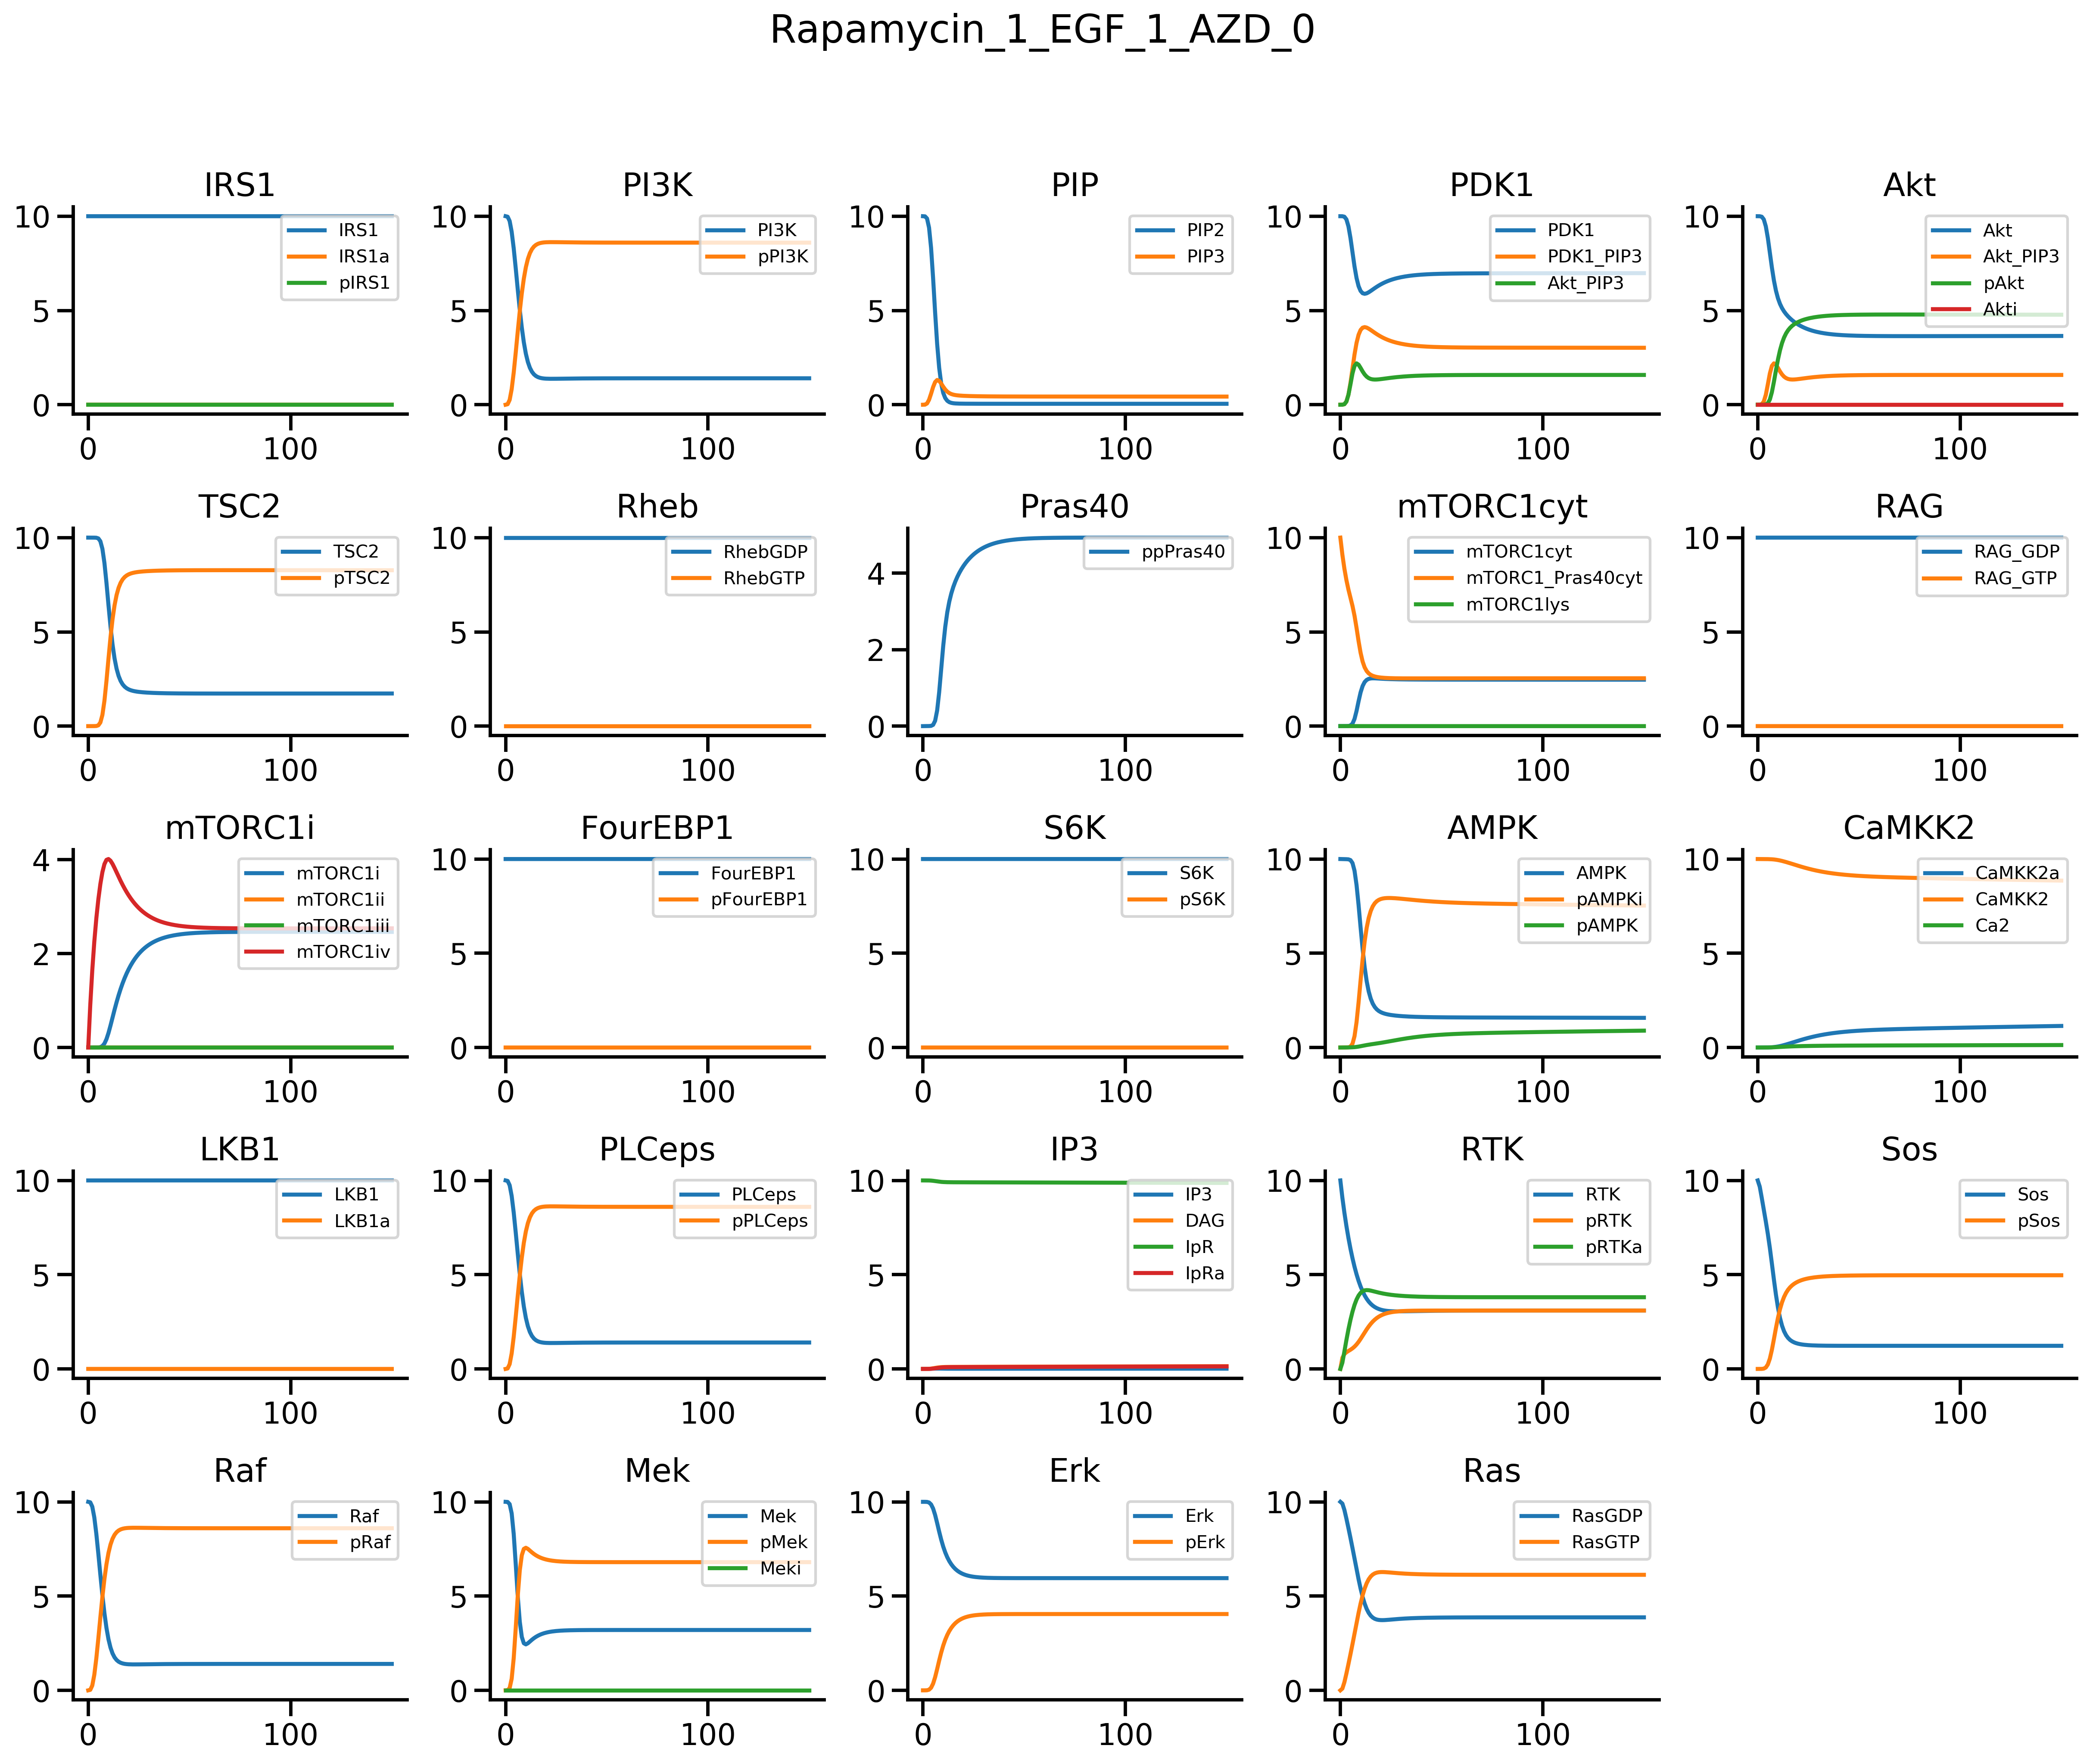 Rapamycin_1_EGF_1_AZD_0
IRS1
10
5
0
0
100
IRS1
IRS1a
pIRS1
PI3K
10
5
0
0
100
PI3K
pPI3K
PIP
10
5
0
0
100
PIP2
PIP3
PDK1
10
5
0
0
100
PDK1
PDK1_PIP3
Akt_PIP3
Akt
10
5
0
0
100
Akt
Akt_PIP3
pAkt
Akti
TSC2
10
5
0
0
100
TSC2
pTSC2
Rheb
10
5
0
0
100
RhebGDP
RhebGTP
Pras40
4
2
0
0
100
ppPras40
mTORC1cyt
10
5
0
0
100
mTORC1cyt
mTORC1_Pras40cyt
mTORC1lys
RAG
10
5
0
0
100
RAG_GDP
RAG_GTP
mTORC1i
4
2
0
0
100
mTORC1i
mTORC1ii
mTORC1iii
mTORC1iv
FourEBP1
10
5
0
0
100
FourEBP1
pFourEBP1
S6K
10
5
0
0
100
S6K
pS6K
AMPK
10
5
0
0
100
AMPK
pAMPKi
pAMPK
CaMKK2
10
5
0
0
100
CaMKK2a
CaMKK2
Ca2
LKB1
10
5
0
0
100
LKB1
LKB1a
PLCeps
10
5
0
0
100
PLCeps
pPLCeps
IP3
10
5
0
0
100
IP3
DAG
IpR
IpRa
RTK
10
5
0
0
100
RTK
pRTK
pRTKa
Sos
10
5
0
0
100
Sos
pSos
Raf
10
5
0
0
100
Raf
pRaf
Mek
10
5
0
0
100
Mek
pMek
Meki
Erk
10
5
0
0
100
Erk
pErk
Ras
10
5
0
0
100
RasGDP
RasGTP